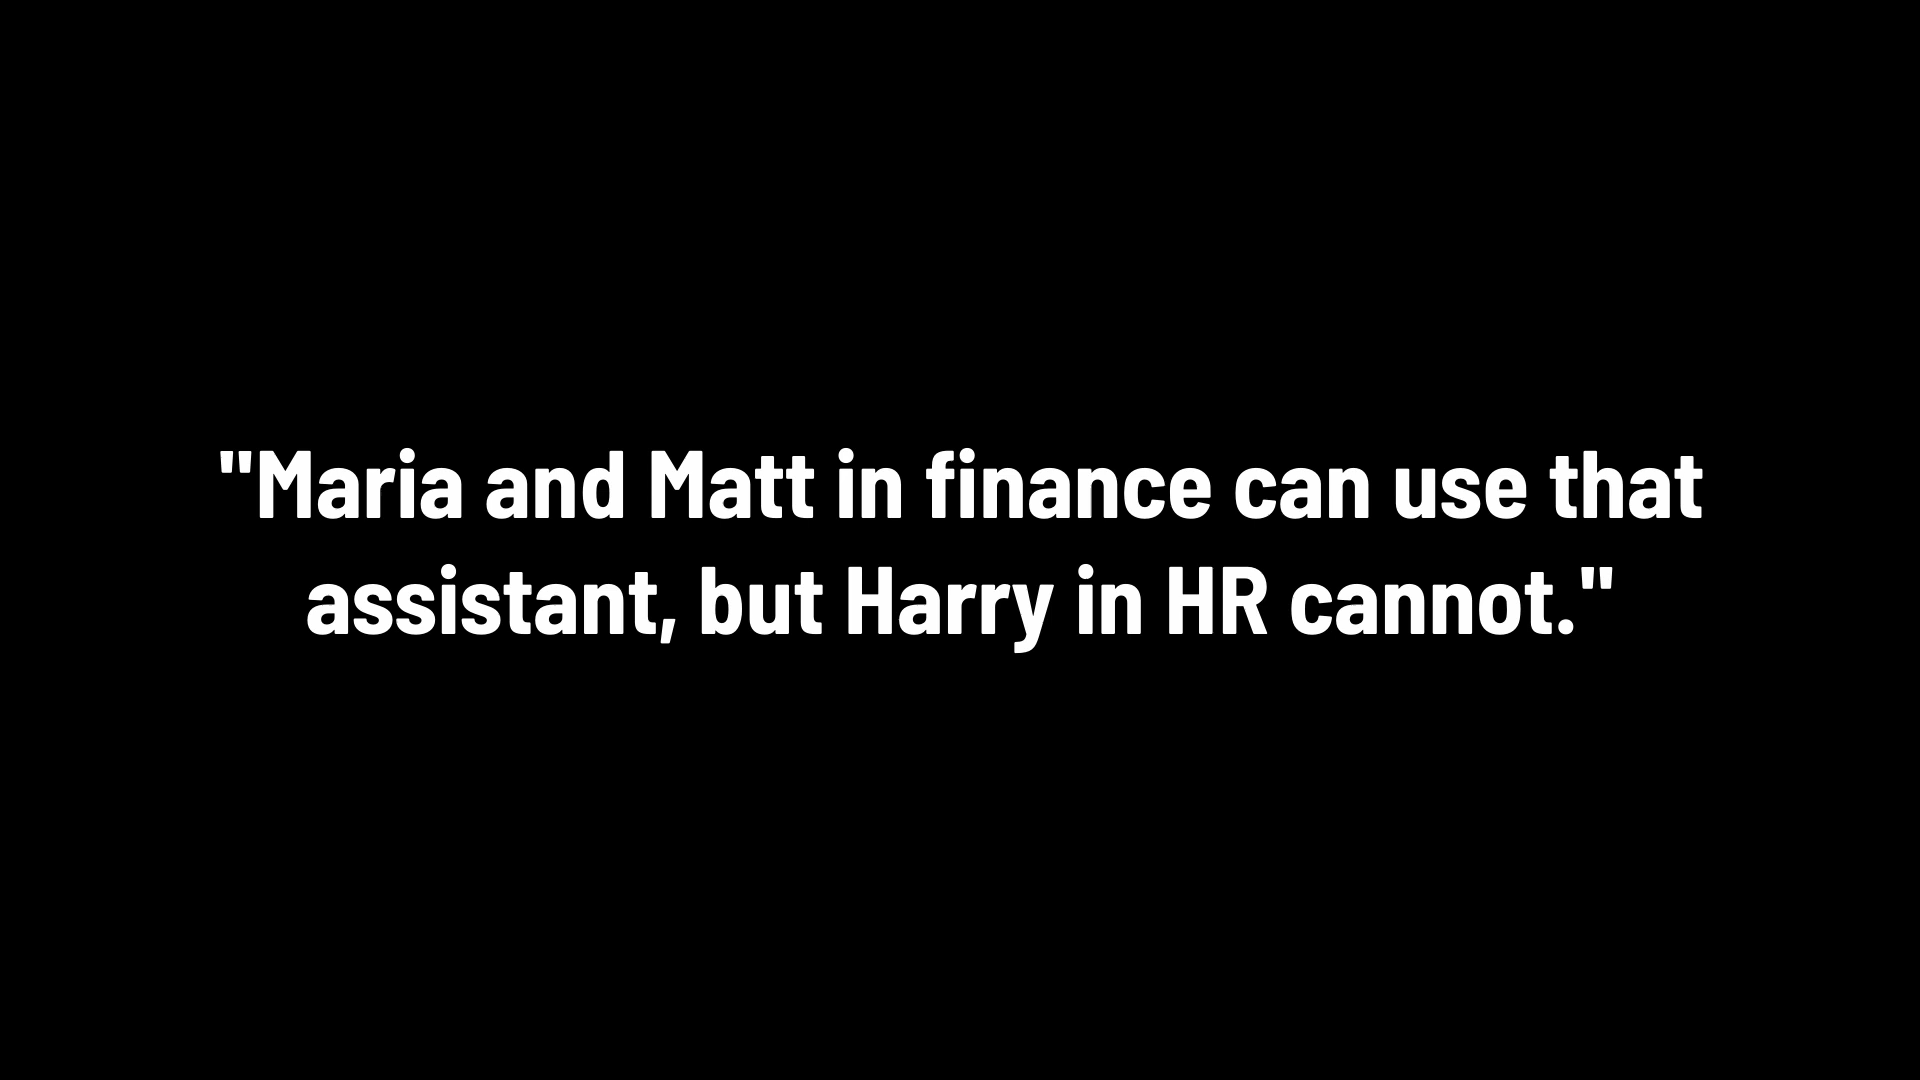 "Maria and Matt in finance can use that
assistant, but Harry in HR cannot."